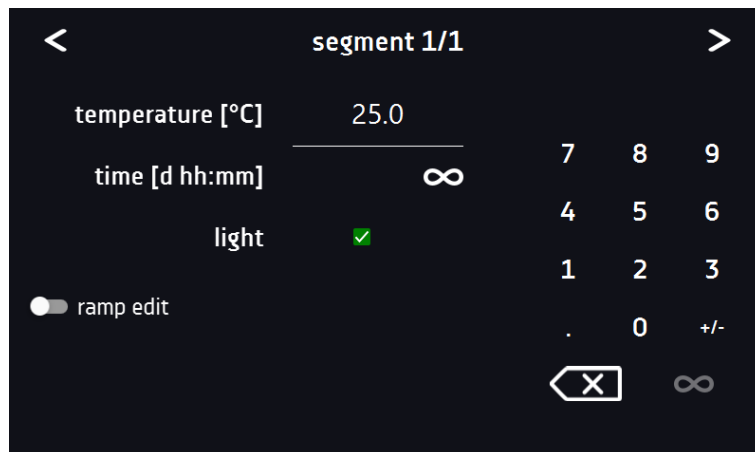 < segment 1/1 >
temperature [°C] 25.0
time [d hh:mm] ∞
light
ramp edit
7 8 9
4 5 6
1 2 3
. 0 +/-
∞